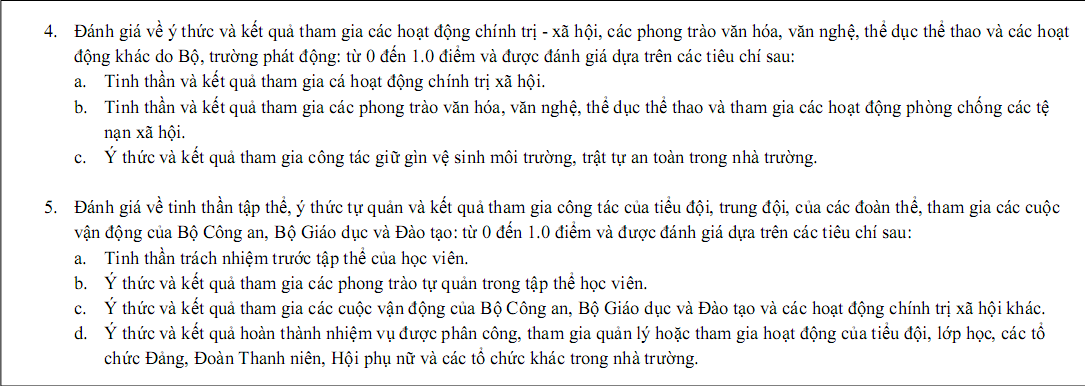 4. Đánh giá về ý thức và kết quả tham gia các hoạt động chính trị - xã hội, các phong trào văn hóa, văn nghệ, thể dục thể thao và các hoạt
động khác do Bộ, trường phát động: từ 0 đến 1.0 điểm và được đánh giá dựa trên các tiêu chí sau:
a. Tinh thần và kết quả tham gia cá hoạt động chính trị xã hội.
b. Tinh thần và kết quả tham gia các phong trào văn hóa, văn nghệ, thể dục thể thao và tham gia các hoạt động phòng chống các tệ
nạn xã hội.
c. Ý thức và kết quả tham gia công tác giữ gìn vệ sinh môi trường, trật tự an toàn trong nhà trường.
5. Đánh giá về tinh thần tập thể, ý thức tự quản và kết quả tham gia công tác của tiểu đội, trung đội, của các đoàn thể, tham gia các cuộc
vận động của Bộ Công an, Bộ Giáo dục và Đào tạo: từ 0 đến 1.0 điểm và được đánh giá dựa trên các tiêu chí sau:
a. Tinh thần trách nhiệm trước tập thể của học viên.
b. Ý thức và kết quả tham gia các phong trào tự quản trong tập thể học viên.
c. Ý thức và kết quả tham gia các cuộc vận động của Bộ Công an, Bộ Giáo dục và Đào tạo và các hoạt động chính trị xã hội khác.
d. Ý thức và kết quả hoàn thành nhiệm vụ được phân công, tham gia quản lý hoặc tham gia hoạt động của tiểu đội, lớp học, các tổ
chức Đảng, Đoàn Thanh niên, Hội phụ nữ và các tổ chức khác trong nhà trường.